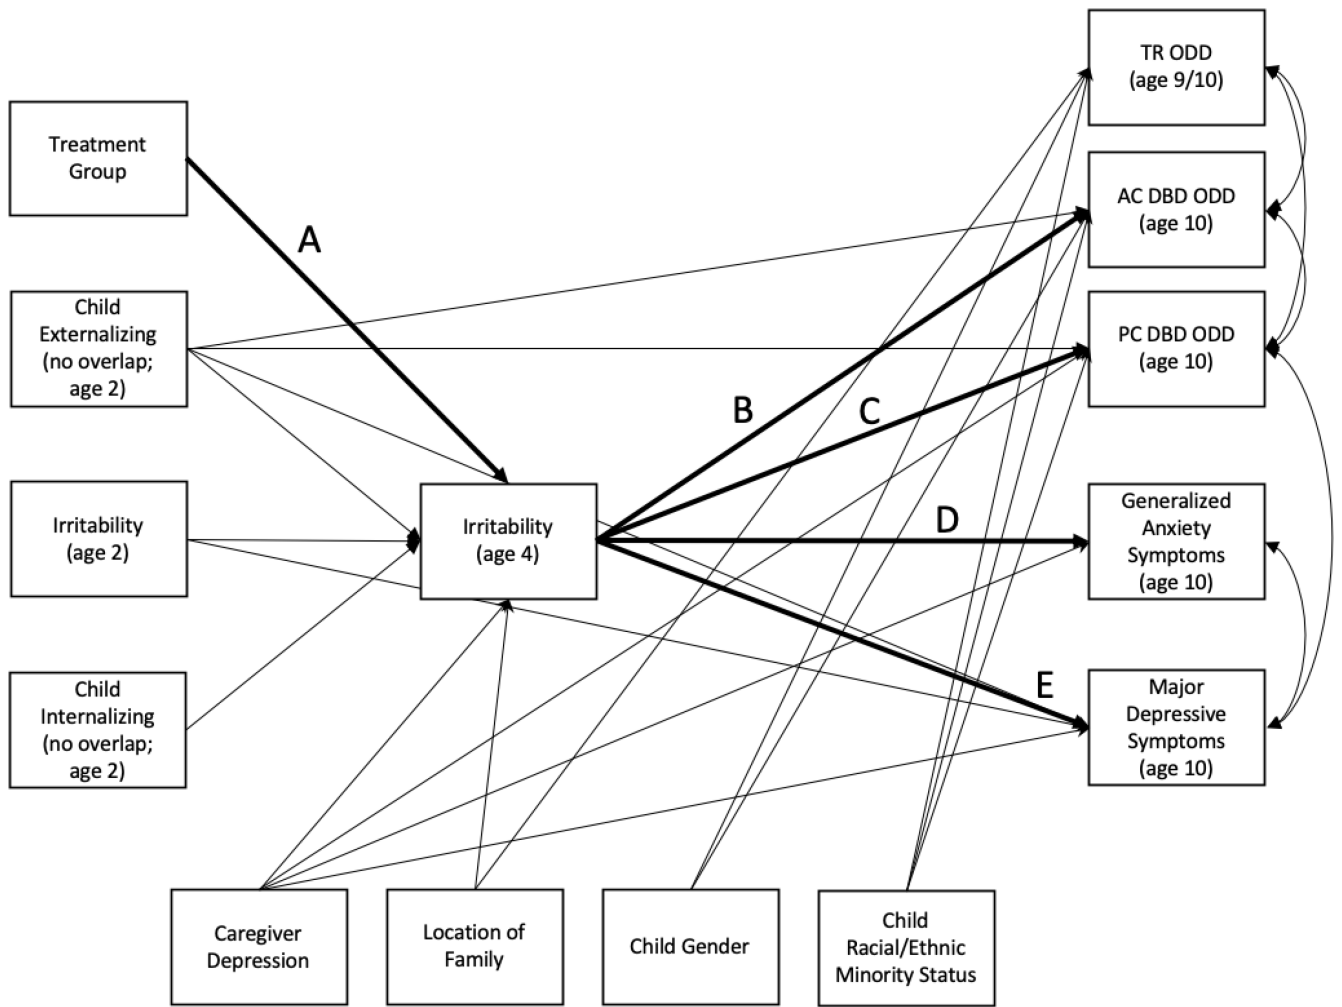 TR ODD
(age 9/10)
Treatment
Group
A
AC DBD ODD
(age 10)
Child
Externalizing
(no overlap;
age 2)
PC DBD ODD
(age 10)
B
C
Irritability
(age 2)
Irritability
(age 4)
D
Generalized
Anxiety
Symptoms
(age 10)
Child
Internalizing
(no overlap;
age 2)
E
Major
Depressive
Symptoms
(age 10)
Caregiver
Depression
Location of
Family
Child Gender
Child
Racial/Ethnic
Minority Status